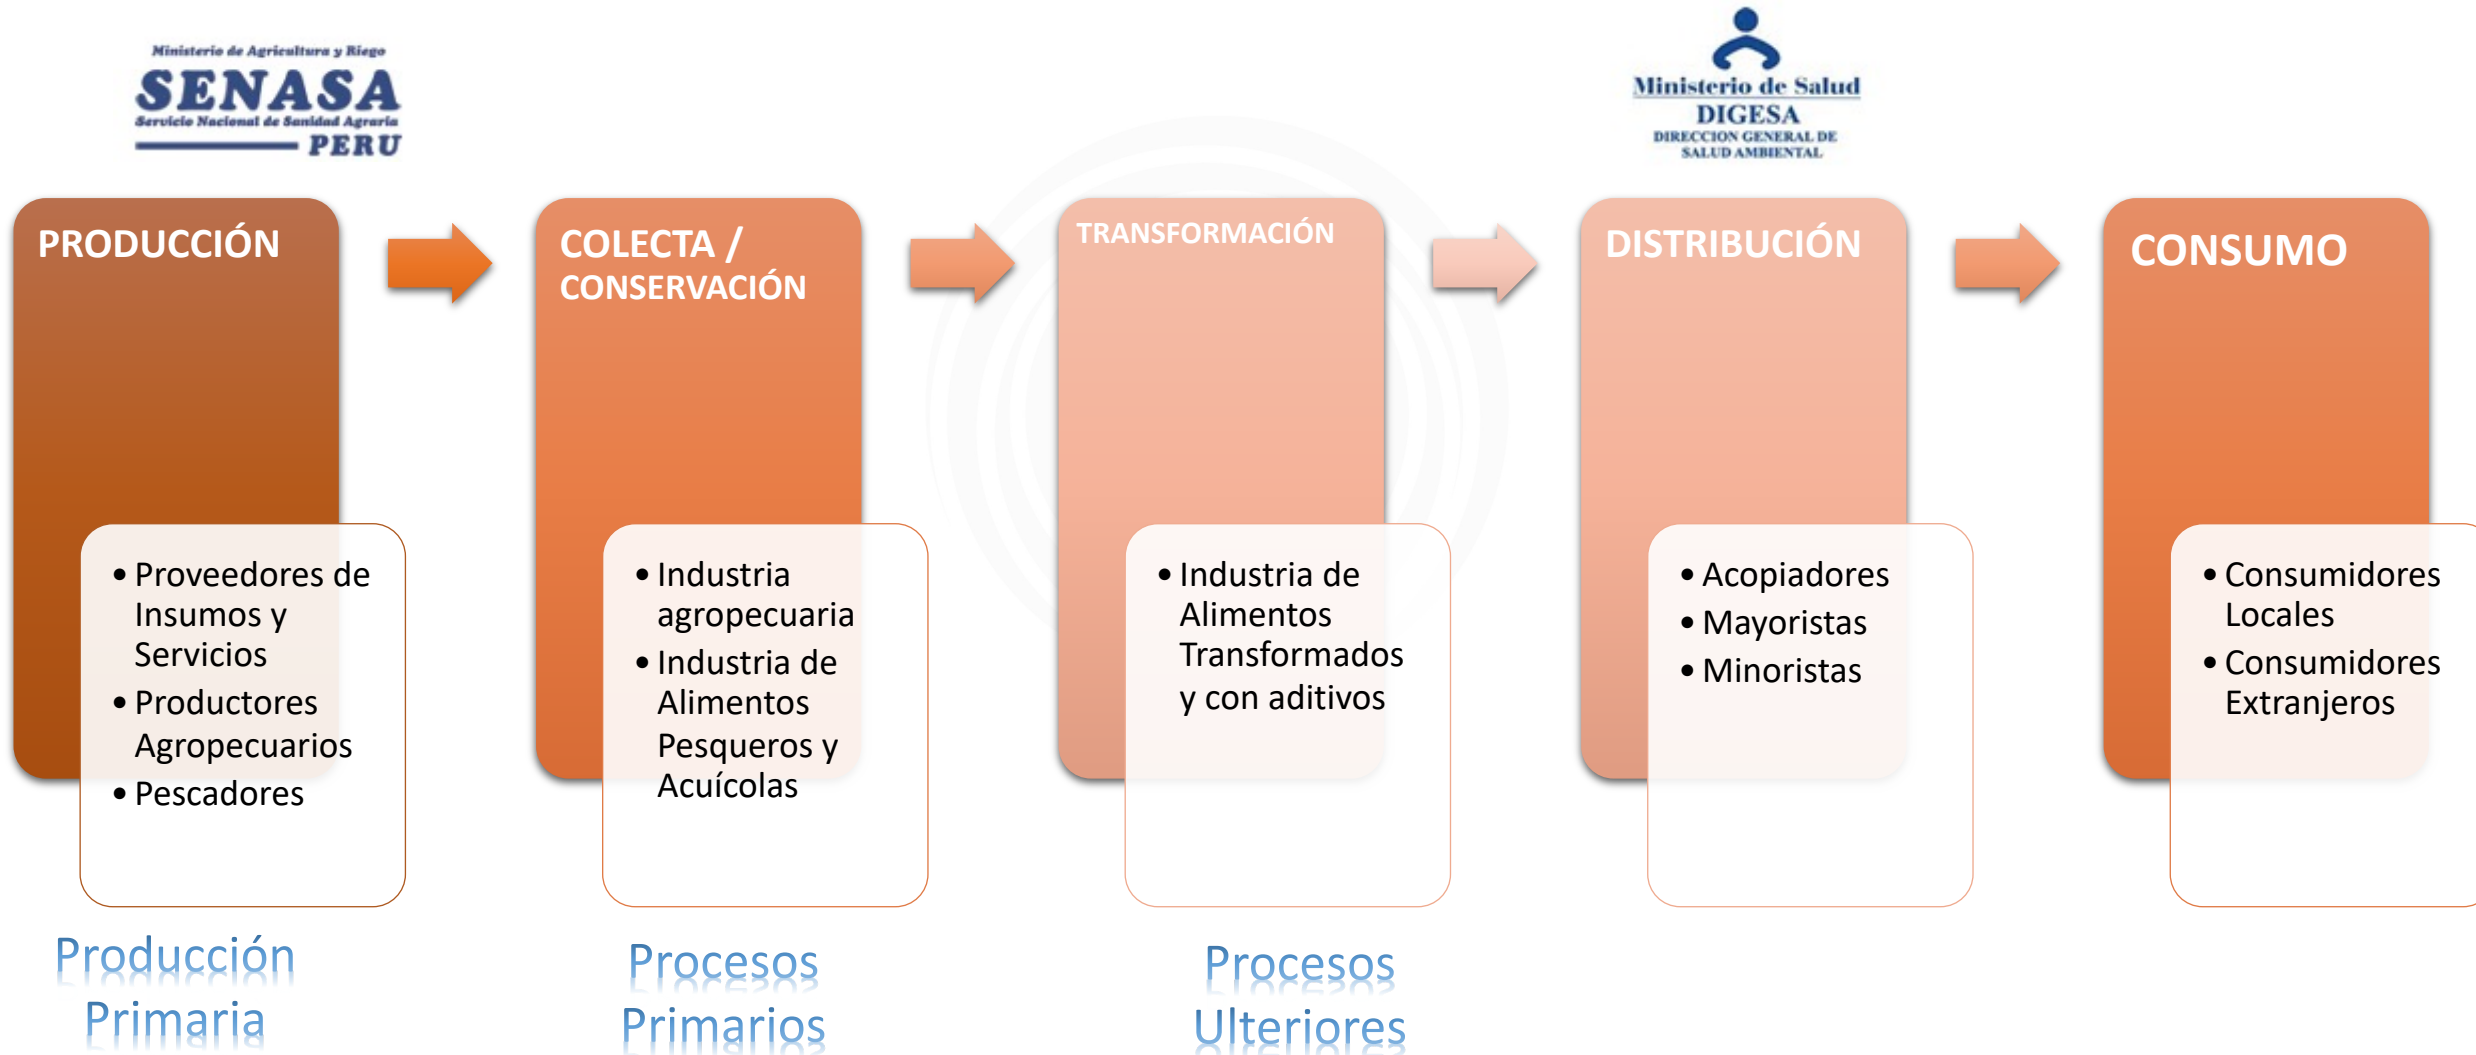 Ministerio de Agricultura y Riego
SENASA
Servicio Nacional de Sanidad Agraria
PERU
Ministerio de Salud
DIGESA
DIRECCION GENERAL DE
SALUD AMBIENTAL
PRODUCCIÓN
• Proveedores de
Insumos y
Servicios
• Productores
Agropecuarios
• Pescadores
Producción
Primaria
COLECTA /
CONSERVACIÓN
• Industria
agropecuaria
• Industria de
Alimentos
Pesqueros y
Acuícolas
Procesos
Primarios
TRANSFORMACIÓN
• Industria de
Alimentos
Transformados
y con aditivos
Procesos
Ulteriores
DISTRIBUCIÓN
• Acopiadores
• Mayoristas
• Minoristas
CONSUMO
• Consumidores
Locales
• Consumidores
Extranjeros